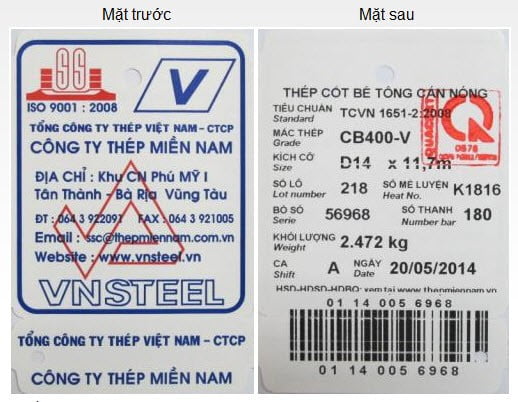 Mặt trước
SS
ISO 9001 : 2008
V
TỔNG CÔNG TY THÉP VIỆT NAM - CTCP
CÔNG TY THÉP MIỀN NAM
ĐỊA CHỈ : Khu CN Phú MỸ I
Tân Thành - Bà Rịa Vũng Tàu
ĐT : 064 3 922091 FAX : 064 3 921005
Email : ssc@thepmiennam.com.vn
Website : www.vnsteel.vn
VNSTEEL
TỔNG CÔNG TY THÉP VIỆT NAM - CTCP
CÔNG TY THÉP MIỀN NAM
Mặt sau
THÉP CỐT BÊ TÔNG CÁN NÓNG
TIÊU CHUẨN TCVN 1651-2:2008
Standard
MÁC THÉP CB400-V
Grade
KÍCH CỠ D14 x 11,7m
Size
SỐ LÔ 218 SỐ MẺ LUYỆN K1816
Lot number Heat No.
BÓ SỐ 56968 SỐ THANH 180
Serie Number bar
KHỐI LƯỢNG 2.472 kg
Weight
CA A NGÀY 20/05/2014
Shift Date
HSD-HDSD-HDBQ: xem tại www.thepmiennam.vn
01 14 005 6968
01 14 005 6968
QUACERT